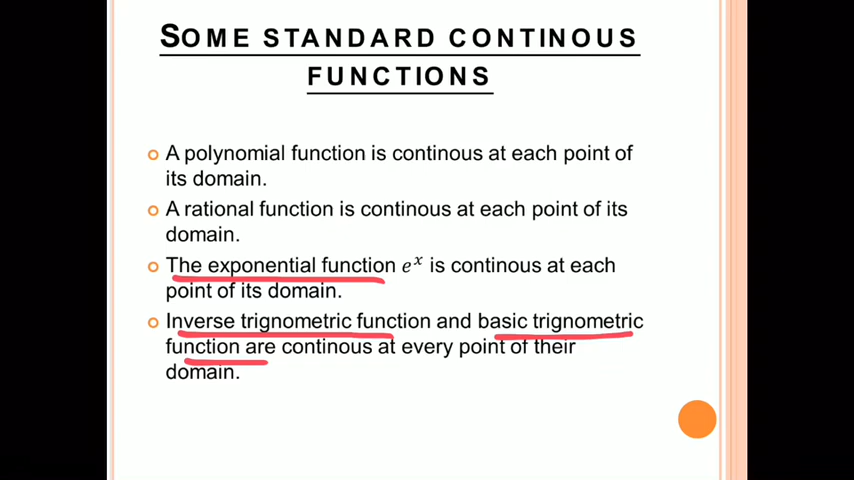 SOME STANDARD CONTINOUS
FUNCTIONS
A polynomial function is continous at each point of
its domain.
A rational function is continous at each point of its
domain.
The exponential function eˣ is continous at each
point of its domain.
Inverse trignometric function and basic trignometric
function are continous at every point of their
domain.